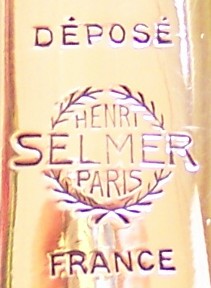 DÉPOSÉ
HENRI
SELMER
PARIS
FRANCE